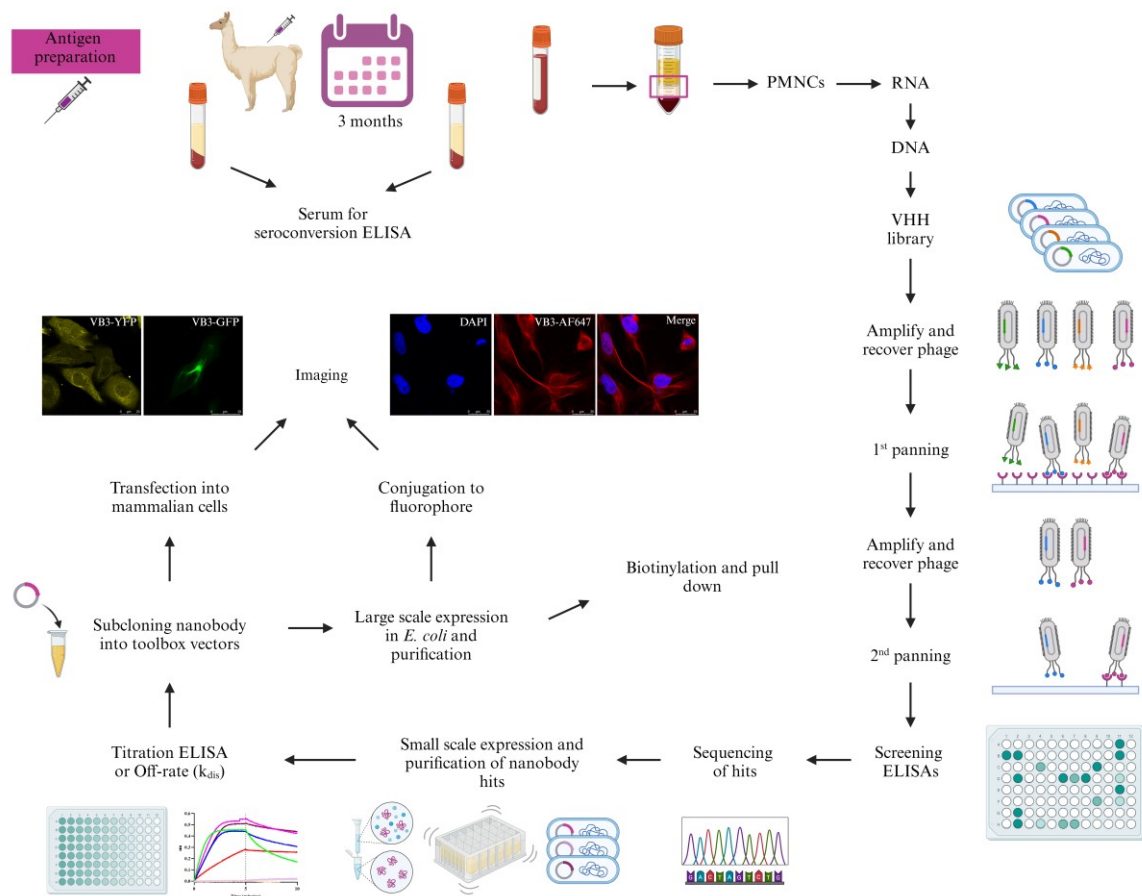 Antigen
preparation
3 months
PMNCs
RNA
DNA
Serum for
seroconversion ELISA
VHH
library
VB3-YFP
VB3-GFP
Imaging
DAPI
VB3-AF647
Merge
Amplify and
recover phage
1st panning
Transfection into
mammalian cells
Conjugation to
fluorophore
Amplify and
recover phage
Biotinylation and pull
down
Subcloning nanobody
into toolbox vectors
Large scale expression
in E. coli and
purification
2nd panning
Titration ELISA
or Off-rate (kdis)
Small scale expression and
purification of nanobody
hits
Sequencing
of hits
Screening
ELISAs